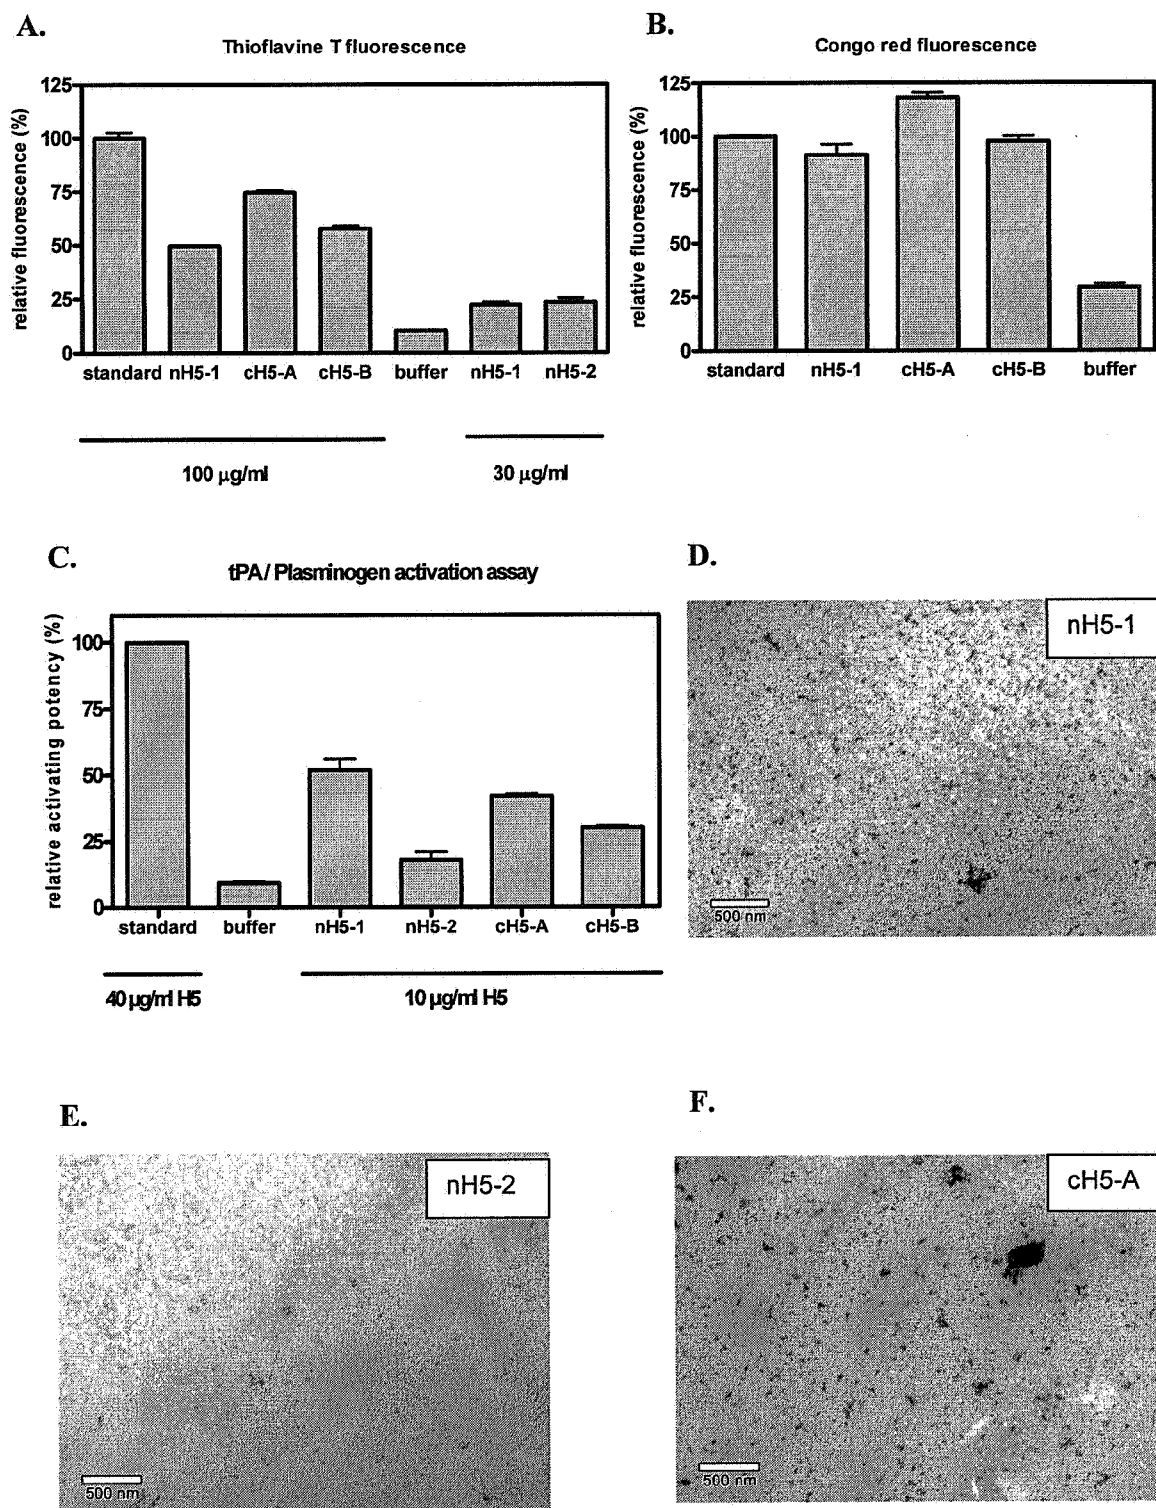 A.
Thioflavine T fluorescence
relative fluorescence (%)
125
100
75
50
25
0
standard nH5-1 cH5-A cH5-B buffer nH5-1 nH5-2
100 µg/ml
30 µg/ml
B.
Congo red fluorescence
relative fluorescence (%)
125
100
75
50
25
0
standard nH5-1 cH5-A cH5-B buffer
C.
tPA/ Plasminogen activation assay
relative activating potency (%)
100
75
50
25
0
standard buffer nH5-1 nH5-2 cH5-A cH5-B
40 µg/ml H5
10 µg/ml H5
D.
nH5-1
500 nm
E.
nH5-2
500 nm
F.
cH5-A
500 nm